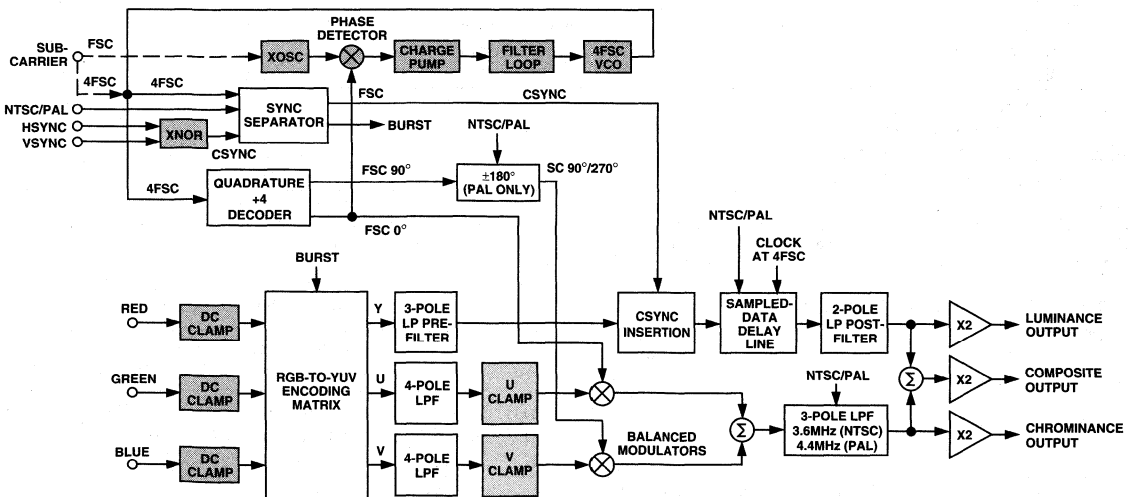 PHASE
DETECTOR
SUB-
CARRIER
FSC
XOSC
CHARGE
PUMP
FILTER
LOOP
4FSC
VCO
4FSC
4FSC
FSC
CSYNC
NTSC/PAL
HSYNC
VSYNC
XNOR
CSYNC
SYNC
SEPARATOR
BURST
NTSC/PAL
4FSC
QUADRATURE
+4
DECODER
FSC 90°
FSC 0°
±180°
(PAL ONLY)
SC 90°/270°
NTSC/PAL
CLOCK
AT 4FSC
BURST
RED
DC
CLAMP
GREEN
DC
CLAMP
BLUE
DC
CLAMP
RGB-TO-YUV
ENCODING
MATRIX
Y
3-POLE
LP PRE-
FILTER
U
4-POLE
LPF
U
CLAMP
V
4-POLE
LPF
V
CLAMP
CSYNC
INSERTION
SAMPLED-
DATA
DELAY
LINE
2-POLE
LP POST-
FILTER
BALANCED
MODULATORS
Σ
NTSC/PAL
3-POLE LPF
3.6MHz (NTSC)
4.4MHz (PAL)
Σ
X2
LUMINANCE
OUTPUT
X2
COMPOSITE
OUTPUT
X2
CHROMINANCE
OUTPUT